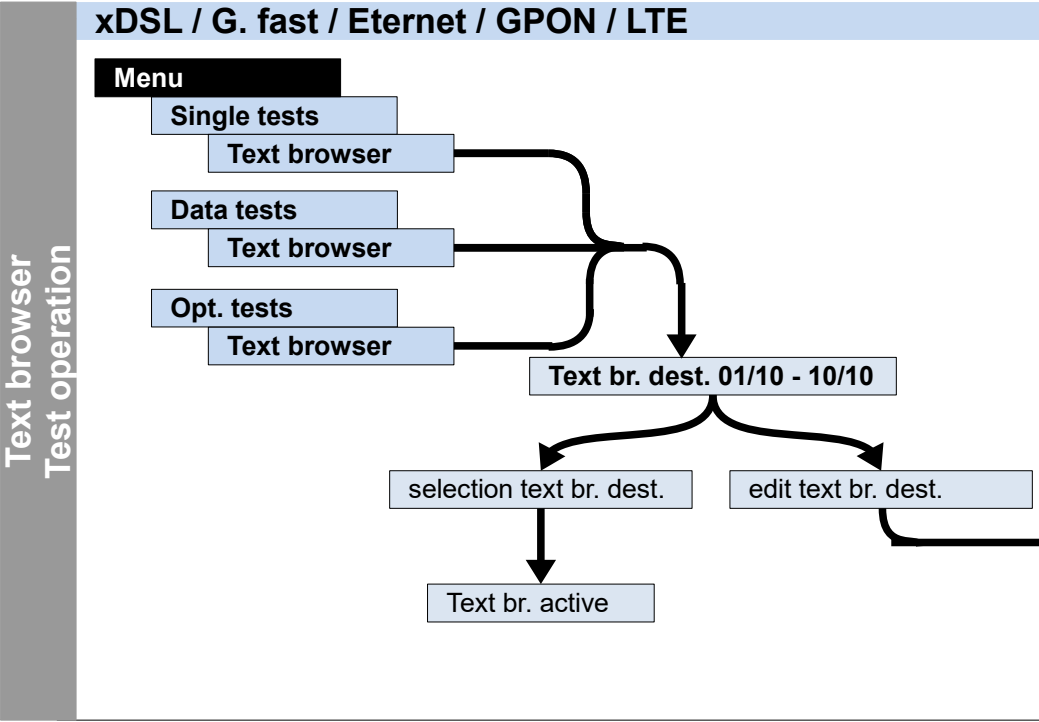 xDSL / G. fast / Eternet / GPON / LTE
Text browser
Test operation
Menu
Single tests
Text browser
Data tests
Text browser
Opt. tests
Text browser
Text br. dest. 01/10 - 10/10
selection text br. dest.
edit text br. dest.
Text br. active